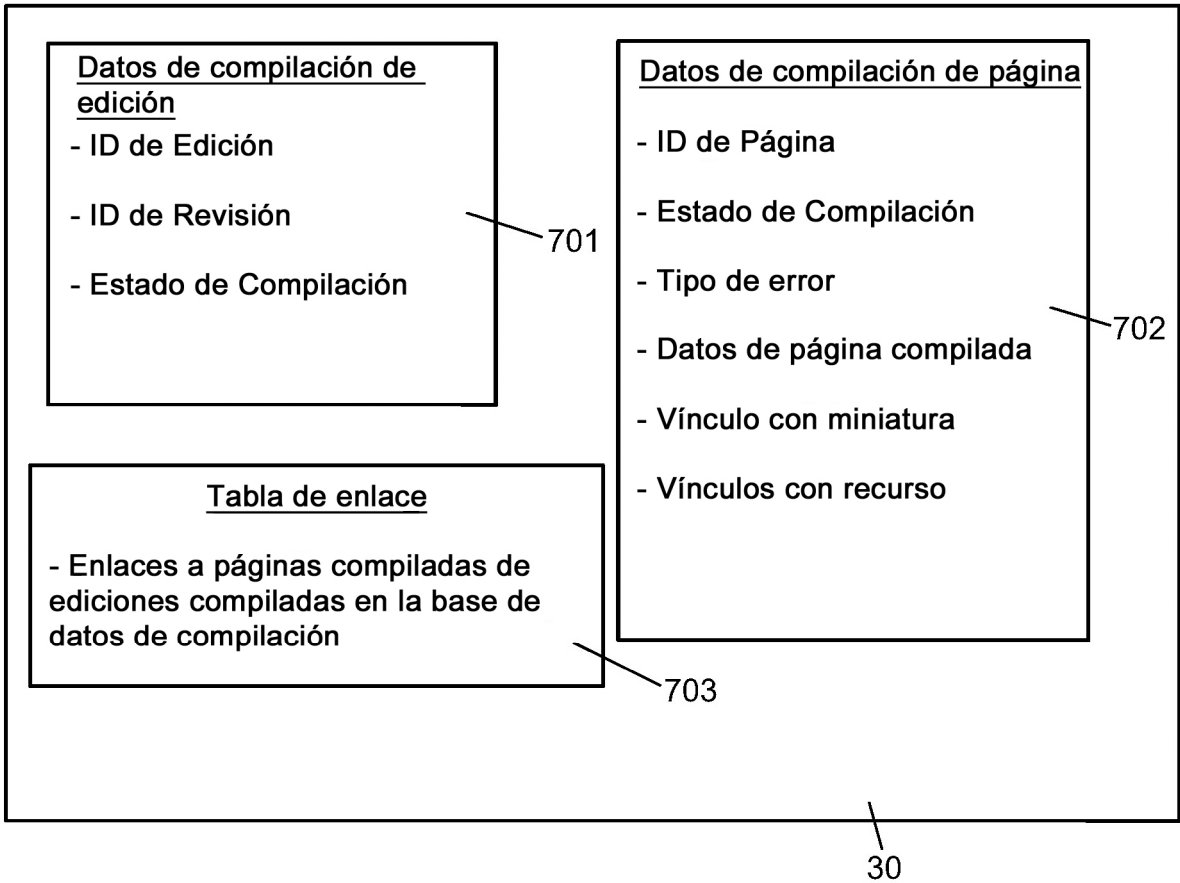 Datos de compilación de
edición
- ID de Edición
- ID de Revisión
- Estado de Compilación
701
Datos de compilación de página
- ID de Página
- Estado de Compilación
- Tipo de error
- Datos de página compilada
- Vínculo con miniatura
- Vínculos con recurso
702
Tabla de enlace
- Enlaces a páginas compiladas de
ediciones compiladas en la base de
datos de compilación
703
30